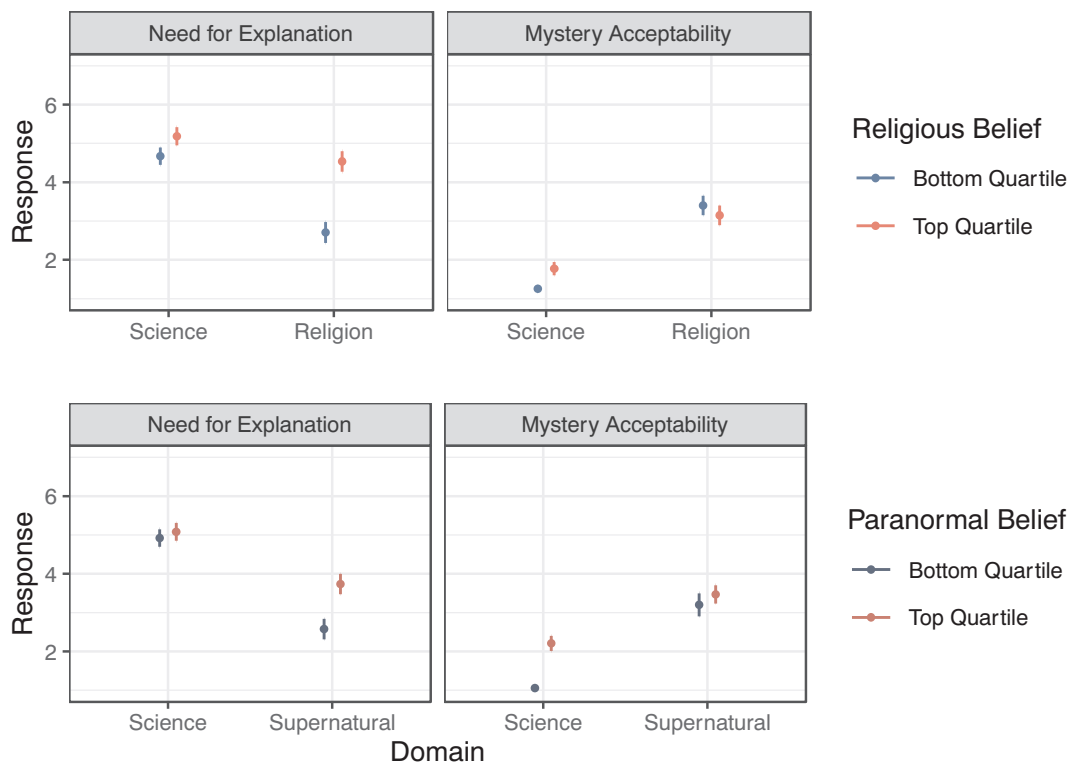 Need for Explanation
Mystery Acceptability
Response
6
4
2
Science
Religion
Science
Religion
Religious Belief
Bottom Quartile
Top Quartile
Need for Explanation
Mystery Acceptability
Response
6
4
2
Science
Supernatural
Science
Supernatural
Domain
Paranormal Belief
Bottom Quartile
Top Quartile